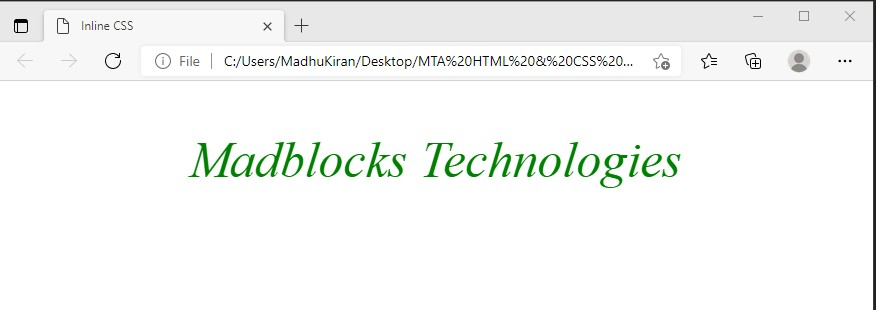 Inline CSS
File C:/Users/MadhuKiran/Desktop/MTA%20HTML%20&%20CSS%20...
Madblocks Technologies